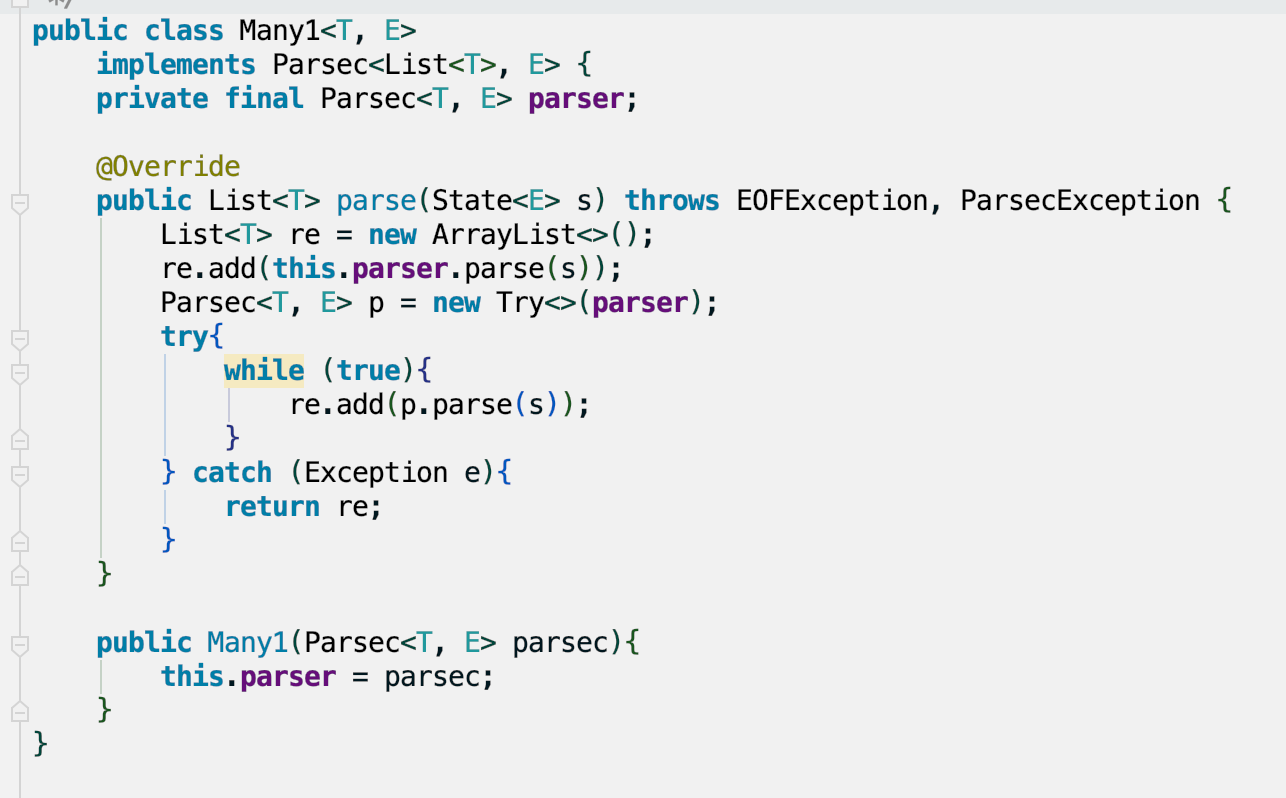 */
public class Many1<T, E>
    implements Parsec<List<T>, E> {
    private final Parsec<T, E> parser;

    @Override
    public List<T> parse(State<E> s) throws EOFException, ParsecException {
        List<T> re = new ArrayList<>();
        re.add(this.parser.parse(s));
        Parsec<T, E> p = new Try<>(parser);
        try{
            while (true){
                re.add(p.parse(s));
            }
        } catch (Exception e){
            return re;
        }
    }

    public Many1(Parsec<T, E> parsec){
        this.parser = parsec;
    }
}